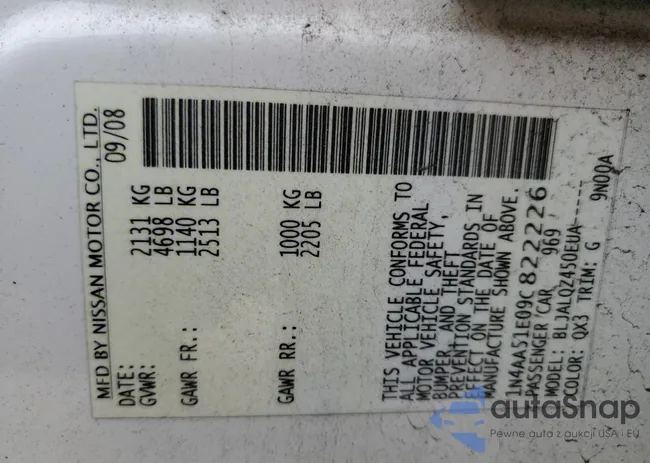 MFD BY NISSAN MOTOR CO., LTD.
DATE: 09/08
GVWR: 2131 KG
4698 LB
GAWR FR.: 1140 KG
2513 LB
GAWR RR.: 1000 KG
2205 LB
THIS VEHICLE CONFORMS TO
ALL APPLICABLE FEDERAL
MOTOR VEHICLE SAFETY,
BUMPER, AND THEFT
PREVENTION STANDARDS IN
EFFECT ON THE DATE OF
MANUFACTURE SHOWN ABOVE.
1N4AA51E09C822226
PASSENGER CAR 969
MODEL: BLJALQZ450EUA-----
COLOR: QX3 TRIM: G 9N00A
autoSnap
Pewne auta z aukcji USA i EU